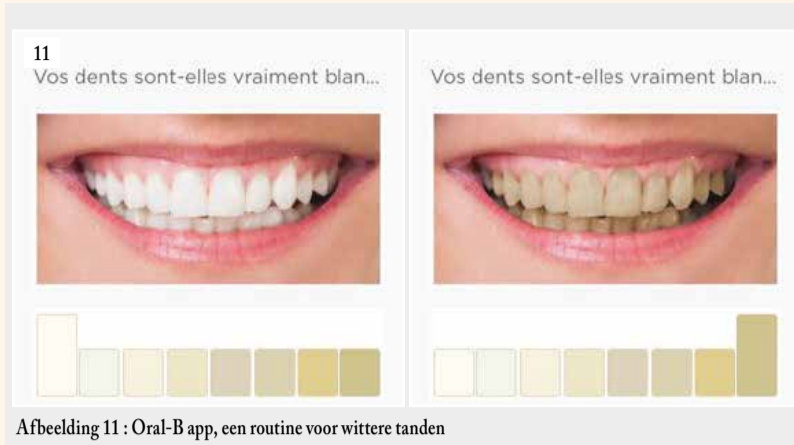 11
Vos dents sont-elles vraiment blan...
Vos dents sont-elles vraiment blan...
Afbeelding 11 : Oral-B app, een routine voor wittere tanden